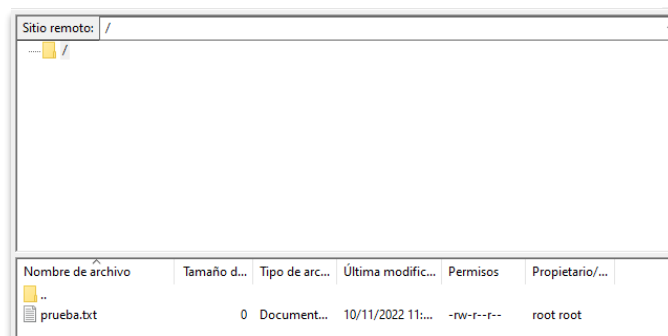 Sitio remoto: /
/
Nombre de archivo Tamaño d... Tipo de arc... Última modific... Permisos Propietario/...
..
prueba.txt 0 Document... 10/11/2022 11:... -rw-r--r-- root root